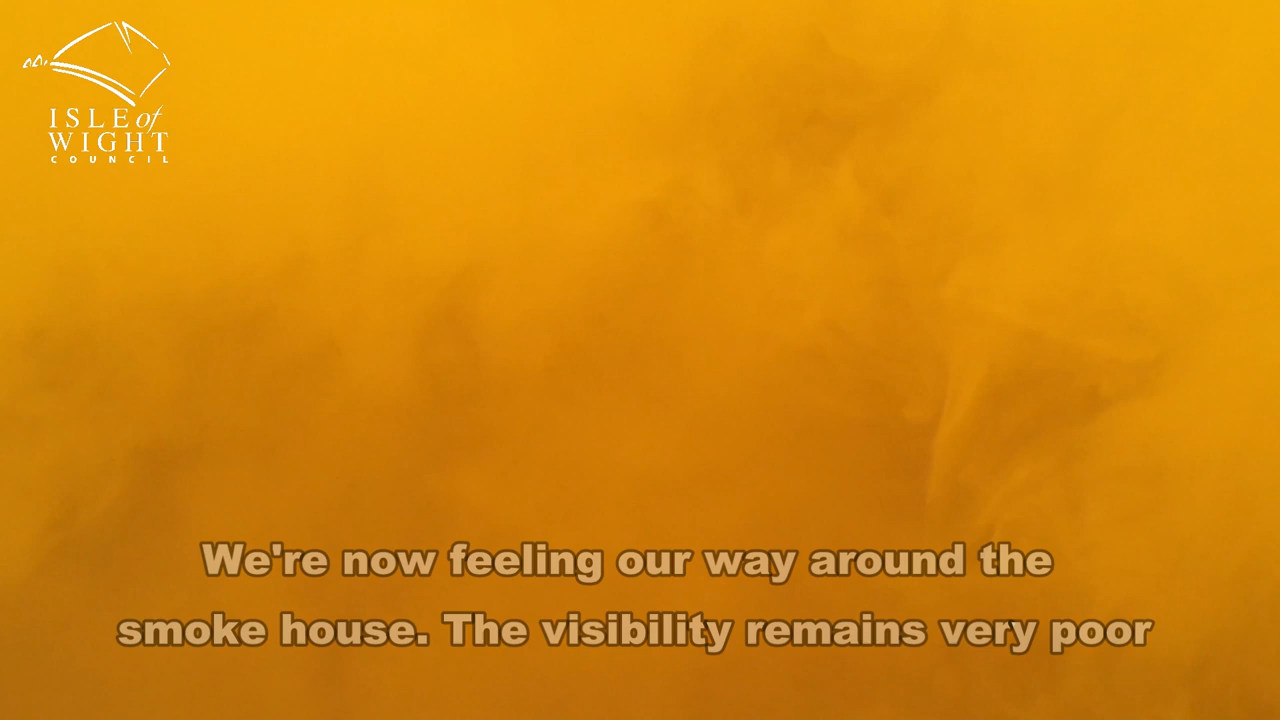 ISLE of
WIGHT
COUNCIL
We're now feeling our way around the
smoke house. The visibility remains very poor